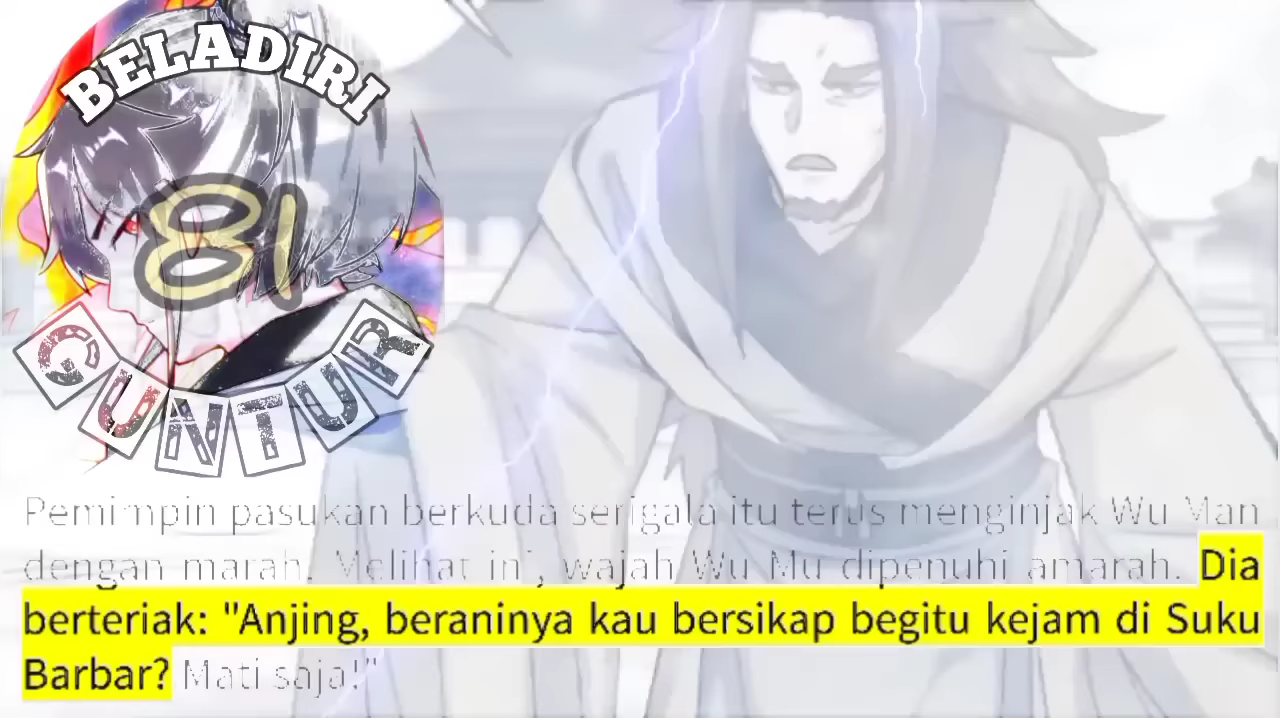 BELADIRI
81
GUNTUR
Pemimpin pasukan berkuda serigala itu terus menginjak Wu Man
dengan marah. Melihat ini, wajah Wu Mu dipenuhi amarah. Dia
berteriak: "Anjing, beraninya kau bersikap begitu kejam di Suku
Barbar? Mati saja!"